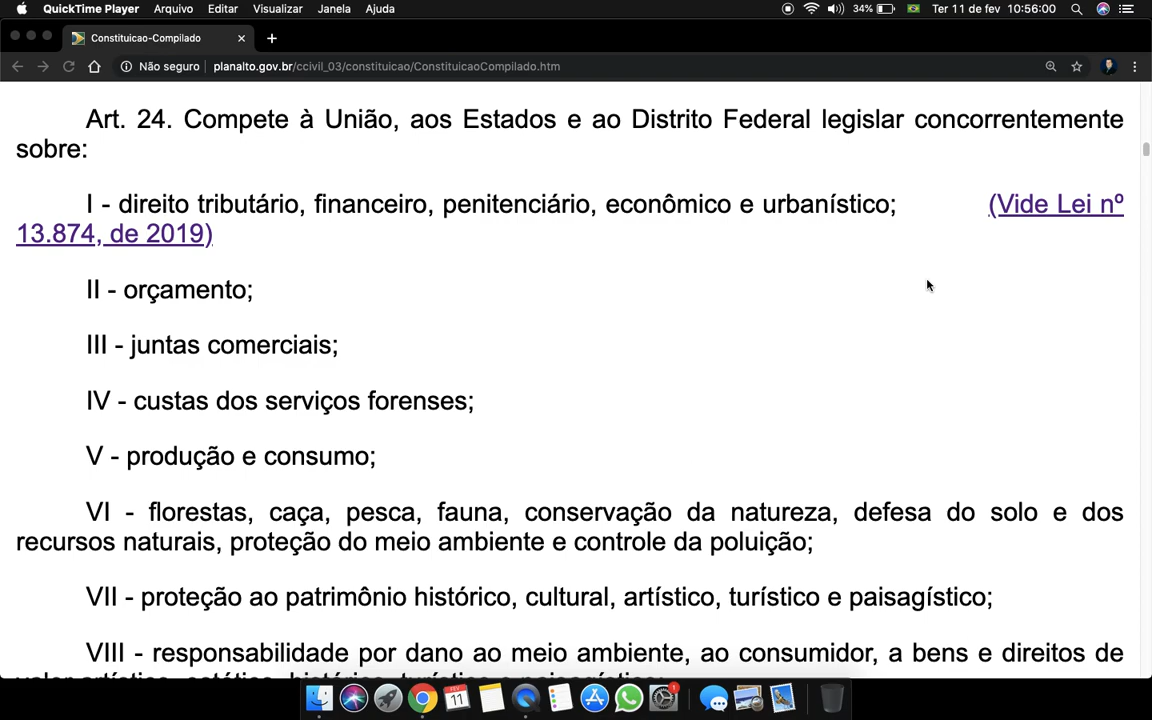 QuickTime Player Arquivo Editar Visualizar Janela Ajuda 34% Ter 11 de fev 10:56:00
Constituicao-Compilado
Não seguro planalto.gov.br/ccivil_03/constituicao/ConstituicaoCompilado.htm
Art. 24. Compete à União, aos Estados e ao Distrito Federal legislar concorrentemente
sobre:
I - direito tributário, financeiro, penitenciário, econômico e urbanístico; (Vide Lei nº
13.874, de 2019)
II - orçamento;
III - juntas comerciais;
IV - custas dos serviços forenses;
V - produção e consumo;
VI - florestas, caça, pesca, fauna, conservação da natureza, defesa do solo e dos
recursos naturais, proteção do meio ambiente e controle da poluição;
VII - proteção ao patrimônio histórico, cultural, artístico, turístico e paisagístico;
VIII - responsabilidade por dano ao meio ambiente, ao consumidor, a bens e direitos de
FEV
11
1